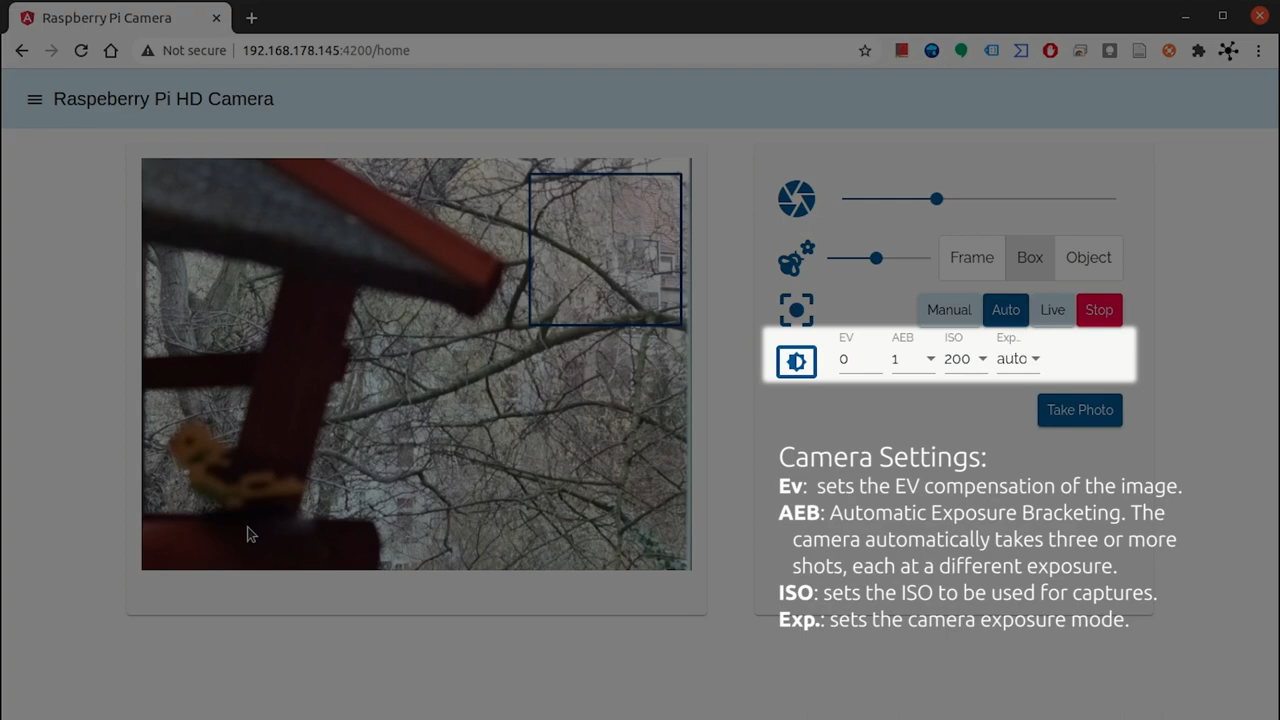 Raspberry Pi Camera
Not secure
192.168.178.145:4200/home
Raspeberry Pi HD Camera
Frame
Box
Object
Manual
Auto
Live
Stop
EV
AEB
ISO
Exp..
0
1
200
auto
Take Photo
Camera Settings:
Ev: sets the EV compensation of the image.
AEB: Automatic Exposure Bracketing. The
camera automatically takes three or more
shots, each at a different exposure.
ISO: sets the ISO to be used for captures.
Exp.: sets the camera exposure mode.